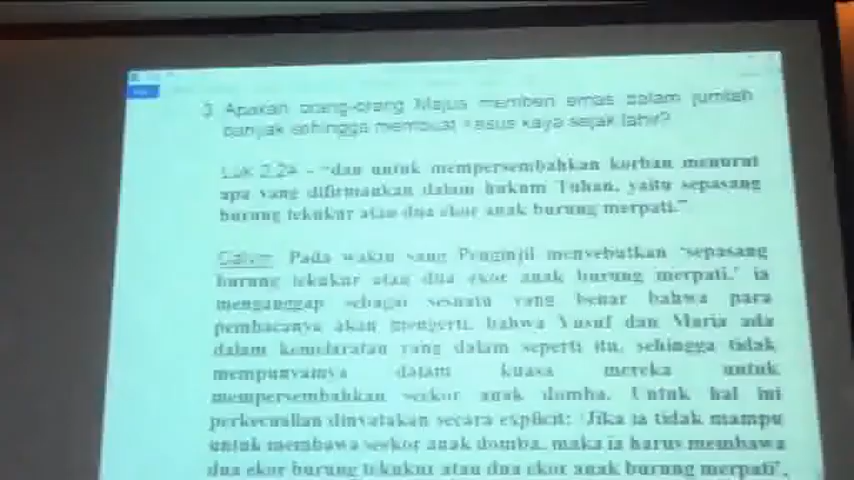 3. Apakah orang-orang Majus memberi emas dalam jumlah
banyak sehingga membuat Yesus kaya sejak lahir?
Luk 2:24 - “dan untuk mempersembahkan korban menurut
apa yang difirmankan dalam hukum Tuhan, yaitu sepasang
burung tekukur atau dua ekor anak burung merpati.”
Calvin: Pada waktu sang Penginjil menyebutkan ‘sepasang
burung tekukur atau dua ekor anak burung merpati,’ ia
menganggap sebagai sesuatu yang benar bahwa para
pembacanya akan mengerti, bahwa Yusuf dan Maria ada
dalam kemelaratan yang dalam seperti itu, sehingga tidak
mempunyainya dalam kuasa mereka untuk
mempersembahkan seekor anak domba. Untuk hal ini
perkecualian dinyatakan secara explicit: ‘Jika ia tidak mampu
untuk membawa seekor anak domba, maka ia harus membawa
dua ekor burung tekukur atau dua ekor anak burung merpati’,